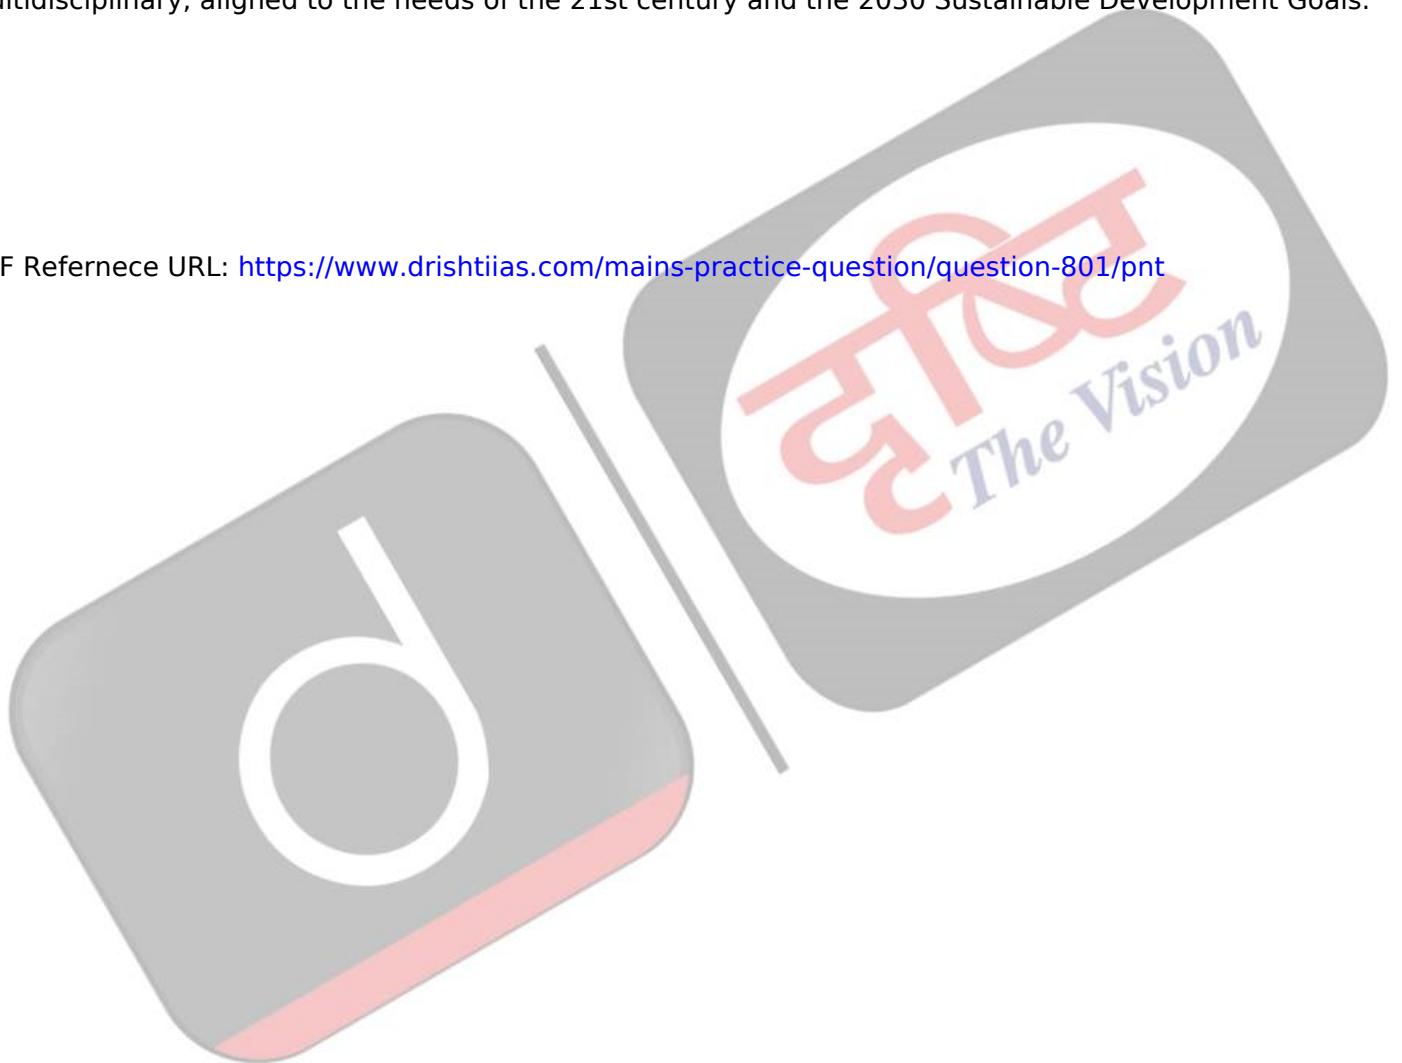 ltidisciplinary, aligned to the needs of the 21st century and the 2030 Sustainable Development Goals.
F Refernece URL: https://www.drishtiias.com/mains-practice-question/question-801/pnt
दृष्टि
The Vision
d